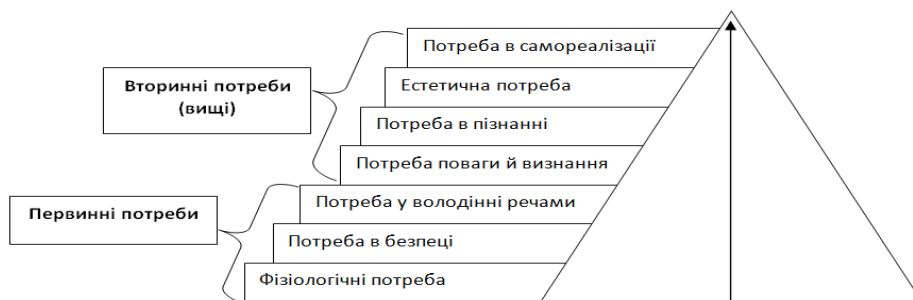 Потреба в самореалізації
Естетична потреба
Вторинні потреби
(вищі)
Потреба в пізнанні
Потреба поваги й визнання
Потреба у володінні речами
Первинні потреби
Потреба в безпеці
Фізіологічні потреба